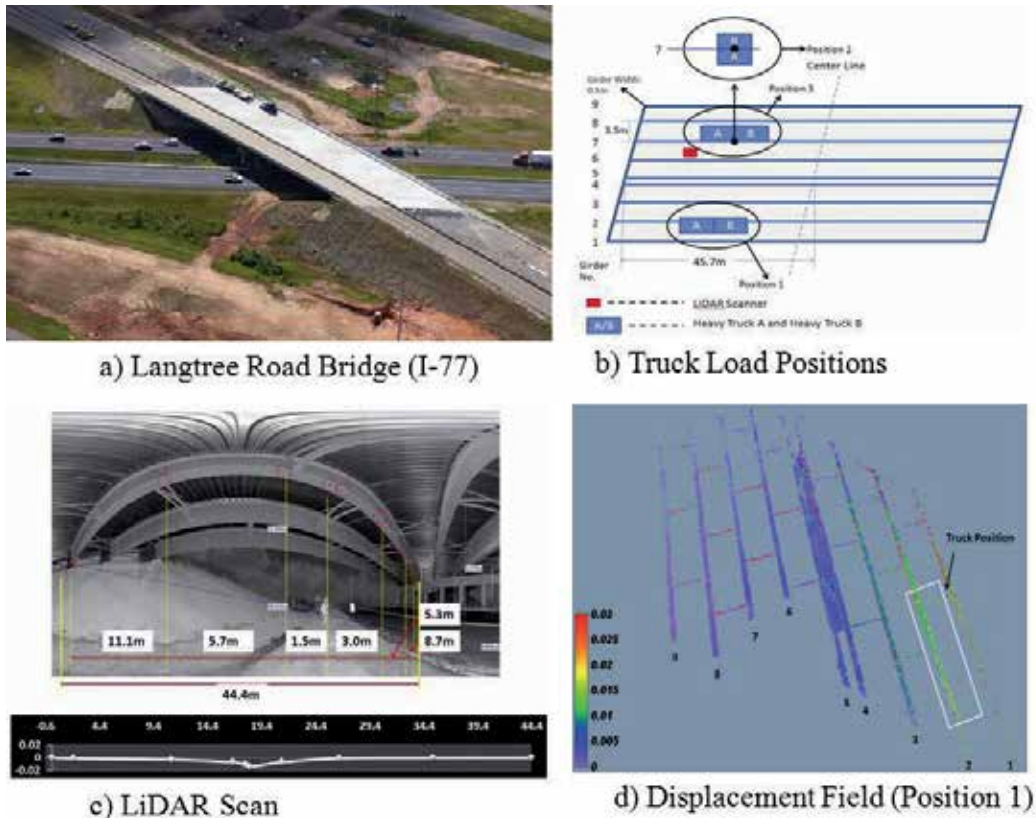 a) Langtree Road Bridge (I-77)
7
A
Position 2
Center Line
Girder Width:
Position 3
9
8
3.5m
7
6
5
4
3
2
1
A B
A
45.7m
Girder
No.
Position 1
LiDAR Scanner
A/B
Heavy Truck A and Heavy Truck B
b) Truck Load Positions
11.1m
5.7m
1.5m
3.0m
5.3m
8.7m
44.4m
-0.6 4.4 9.4 14.4 19.4 24.4 29.4 34.4 39.4 44.4
0.02
0
-0.02
c) LiDAR Scan
Truck Position
0.03
0.025
0.02
0.015
0.01
0.005
0
9
8
7
6
5
4
3
2
1
d) Displacement Field (Position 1)